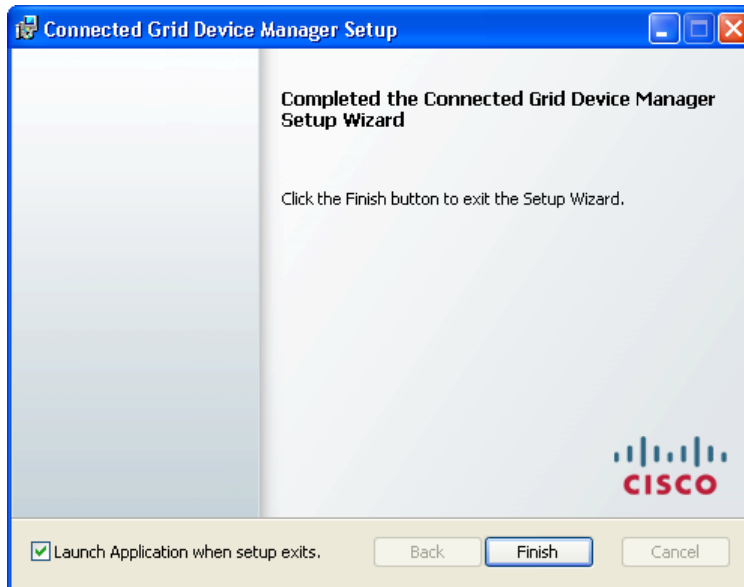 Connected Grid Device Manager Setup
Completed the Connected Grid Device Manager
Setup Wizard
Click the Finish button to exit the Setup Wizard.
CISCO
Launch Application when setup exits.
Back
Finish
Cancel